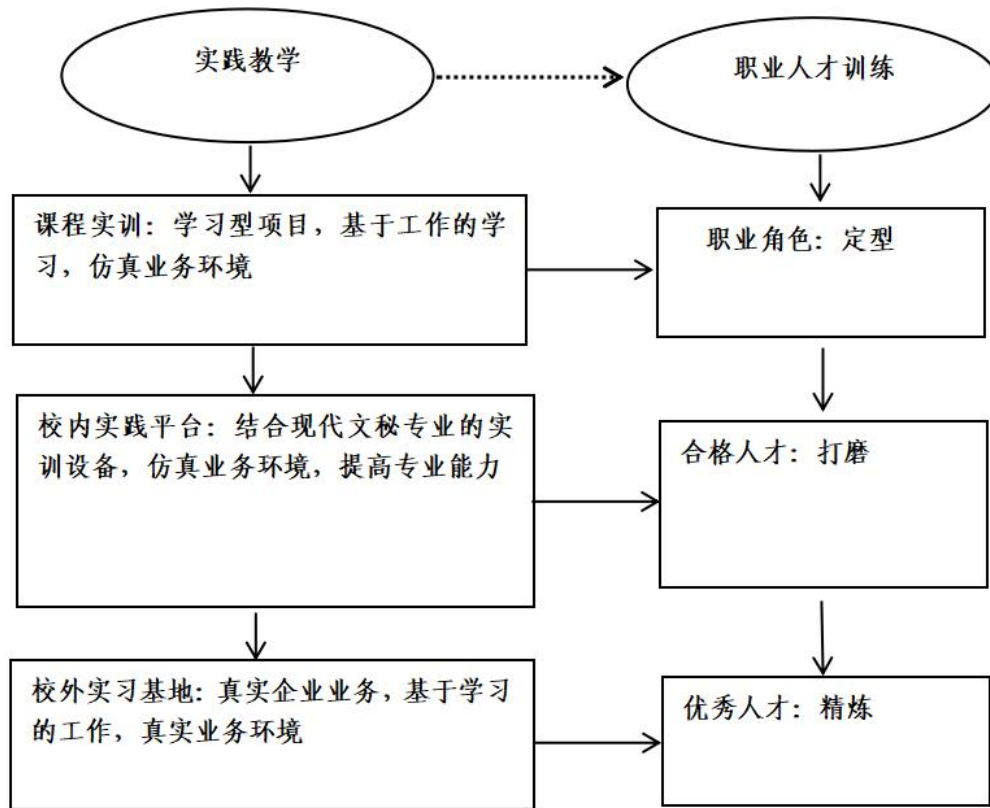 实践教学
职业人才训练
课程实训：学习型项目，基于工作的学
习，仿真业务环境
职业角色：定型
校内实践平台：结合现代文秘专业的实
训设备，仿真业务环境，提高专业能力
合格人才：打磨
校外实习基地：真实企业业务，基于学习
的工作，真实业务环境
优秀人才：精炼